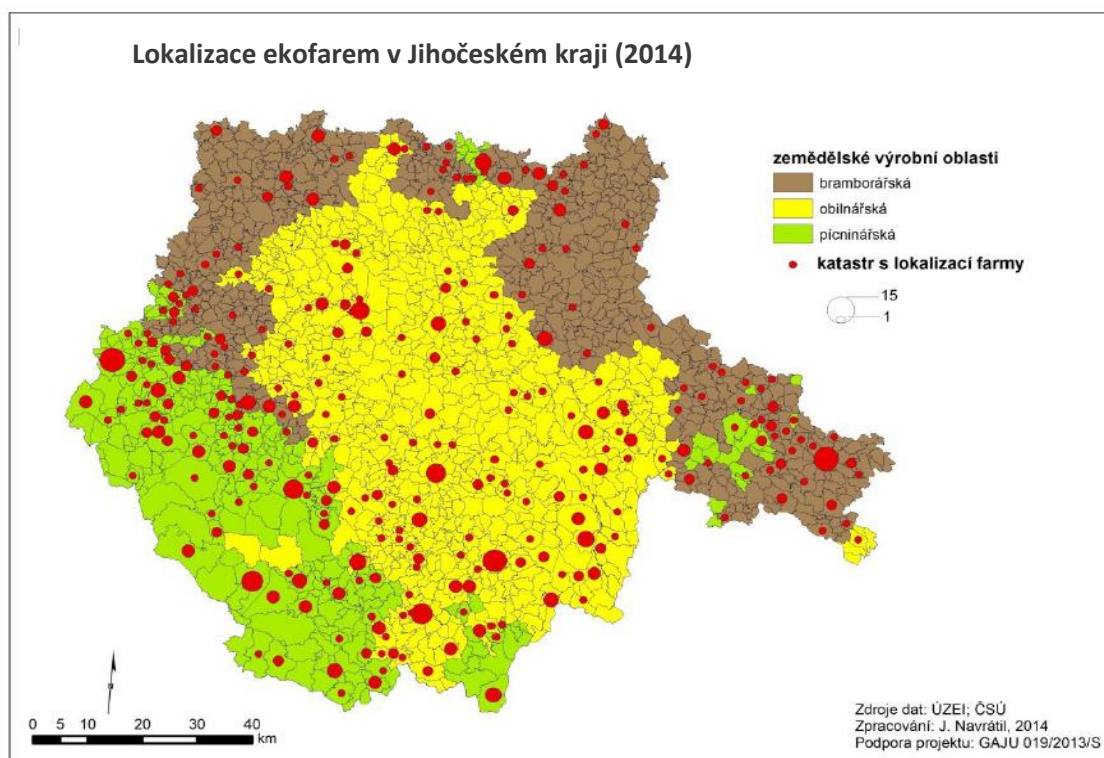 Lokalizace ekofarem v Jihočeském kraji (2014)
zemědělské výrobní oblasti
bramborářská
obilnářská
pícninářská
katastr s lokalizací farmy
15
1
0 5 10 20 30 40
km
Zdroje dat: ÚZEI; ČSÚ
Zpracování: J. Navrátil, 2014
Podpora projektu: GAJU 019/2013/S